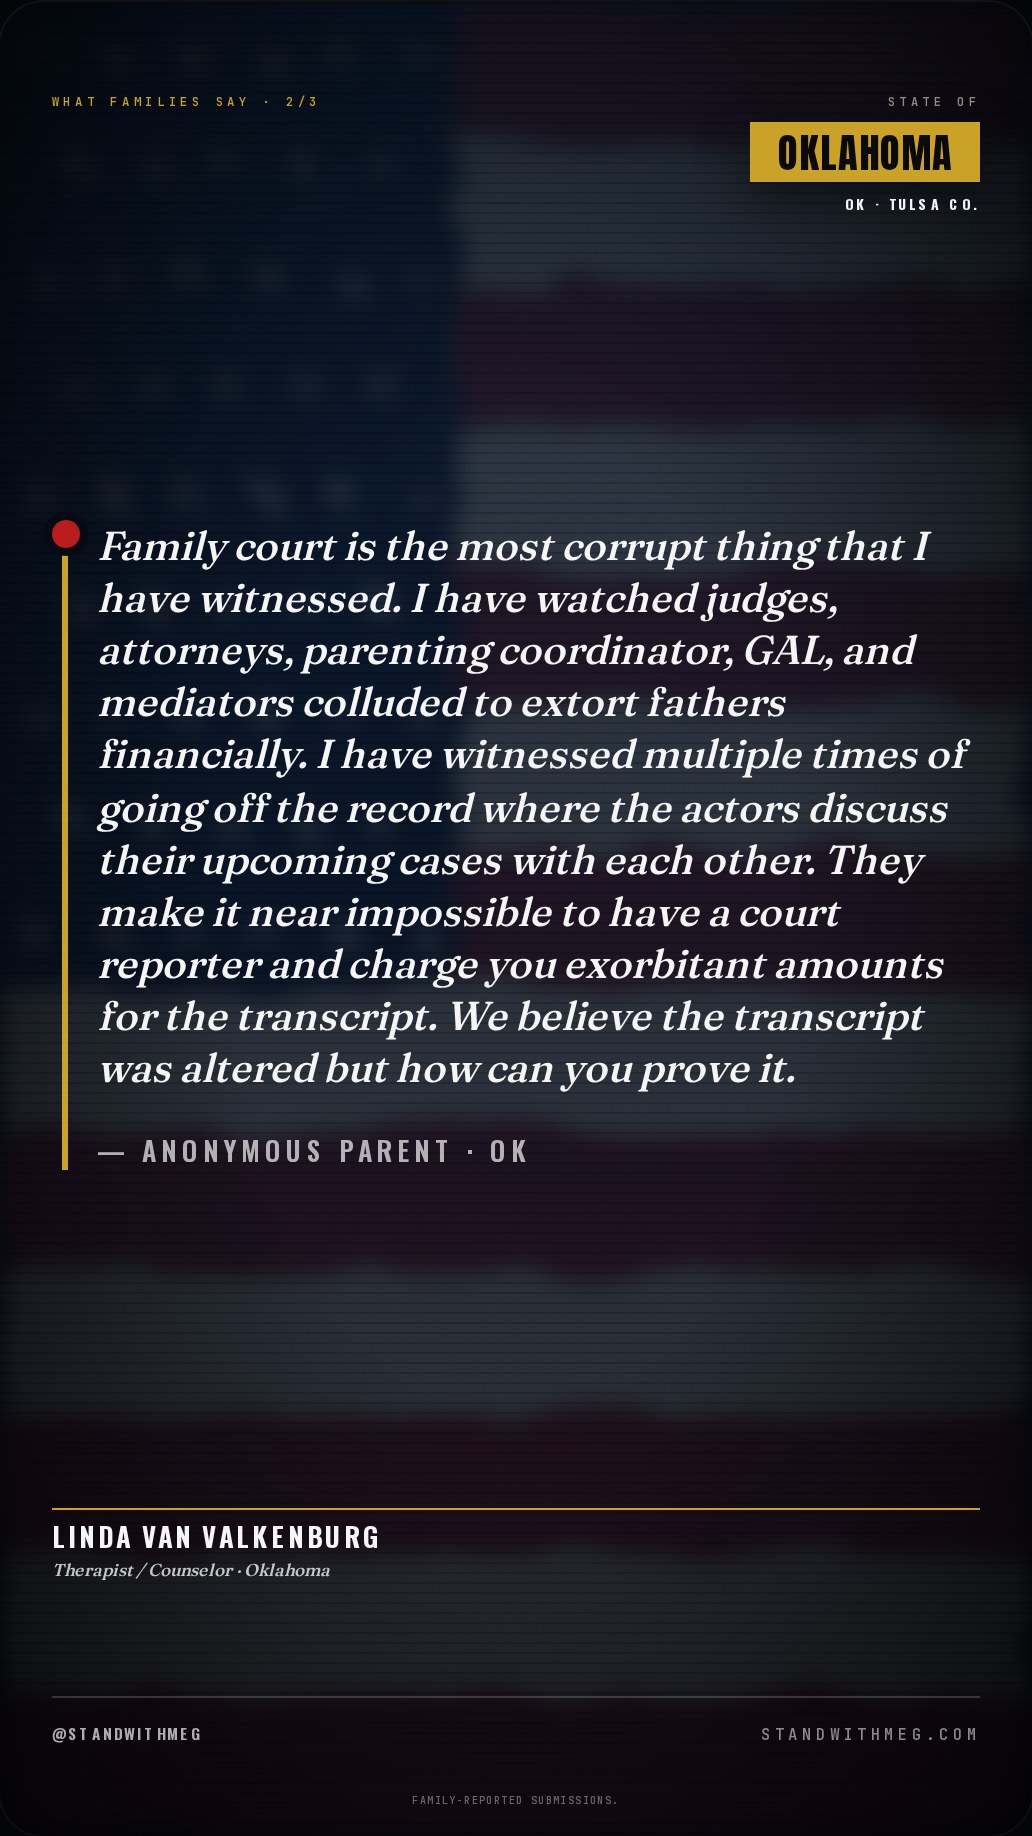 WHAT FAMILIES SAY · 2/3
STATE OF
OKLAHOMA
OK · TULSA CO.
Family court is the most corrupt thing that I
have witnessed. I have watched judges,
attorneys, parenting coordinator, GAL, and
mediators colluded to extort fathers
financially. I have witnessed multiple times of
going off the record where the actors discuss
their upcoming cases with each other. They
make it near impossible to have a court
reporter and charge you exorbitant amounts
for the transcript. We believe the transcript
was altered but how can you prove it.
— ANONYMOUS PARENT · OK
LINDA VAN VALKENBURG
Therapist / Counselor · Oklahoma
@STANDWITHMEG
STANDWITHMEG.COM
FAMILY-REPORTED SUBMISSIONS.